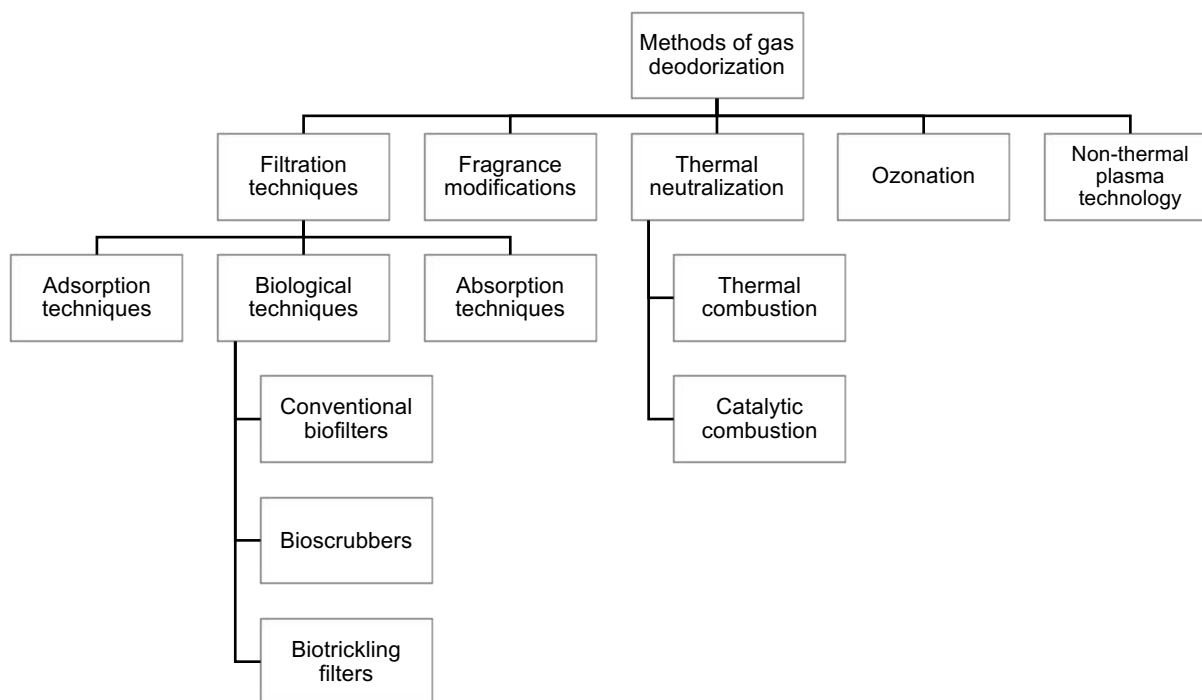 Methods of gas
deodorization
Filtration
techniques
Fragrance
modifications
Thermal
neutralization
Ozonation
Non-thermal
plasma
technology
Adsorption
techniques
Biological
techniques
Absorption
techniques
Thermal
combustion
Conventional
biofilters
Catalytic
combustion
Bioscrubbers
Biotrickling
filters